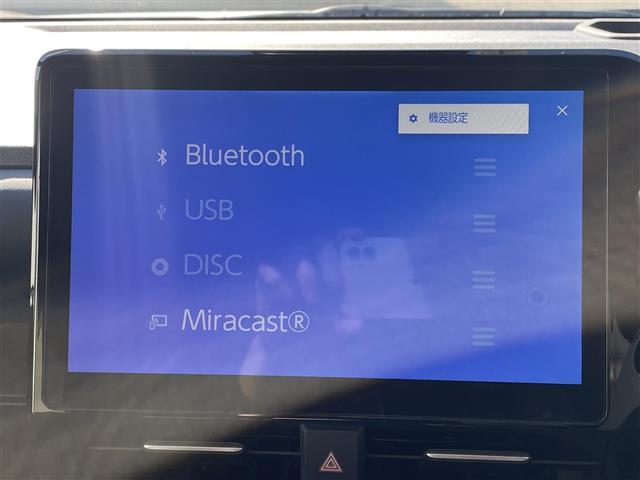 機器設定
Bluetooth
USB
DISC
Miracast®